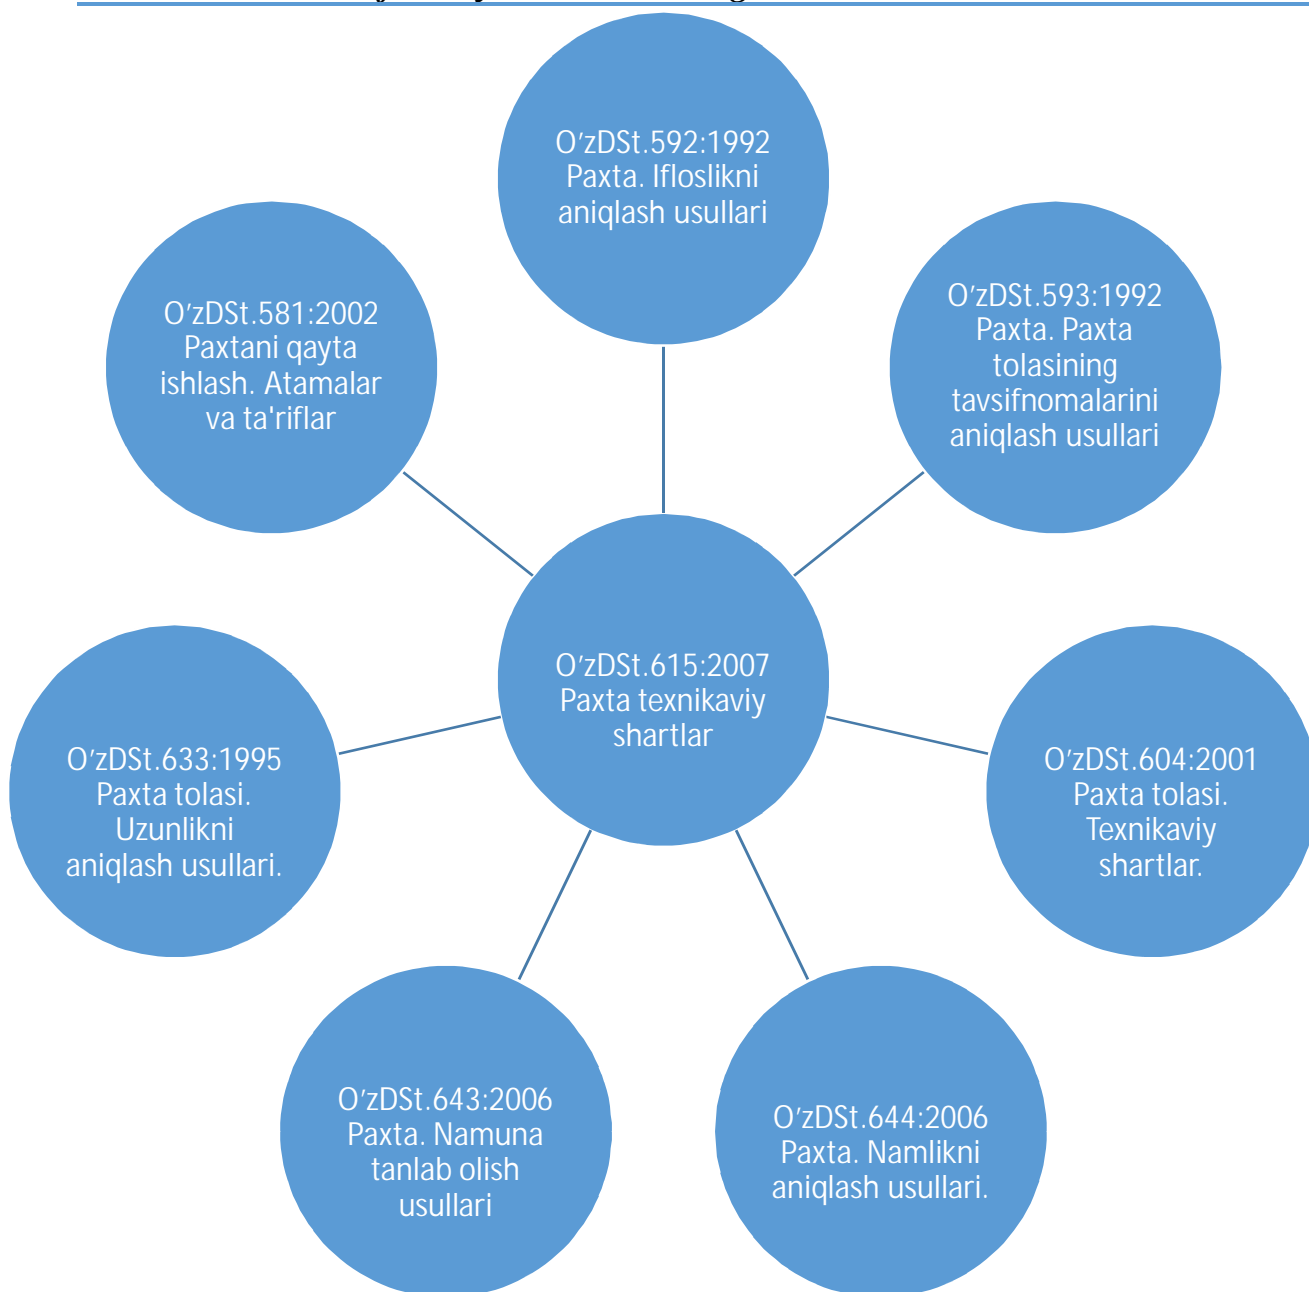 O’zDSt.592:1992
Paxta. Ifloslikni
aniqlash usullari
O’zDSt.593:1992
Paxta. Paxta
tolasining
tavsifnomalarini
aniqlash usullari
O’zDSt.604:2001
Paxta tolasi.
Texnikaviy
shartlar.
O’zDSt.644:2006
Paxta. Namlikni
aniqlash usullari.
O’zDSt.643:2006
Paxta. Namuna
tanlab olish
usullari
O’zDSt.633:1995
Paxta tolasi.
Uzunlikni
aniqlash usullari.
O’zDSt.581:2002
Paxtani qayta
ishlash. Atamalar
va ta'riflar
O’zDSt.615:2007
Paxta texnikaviy
shartlar